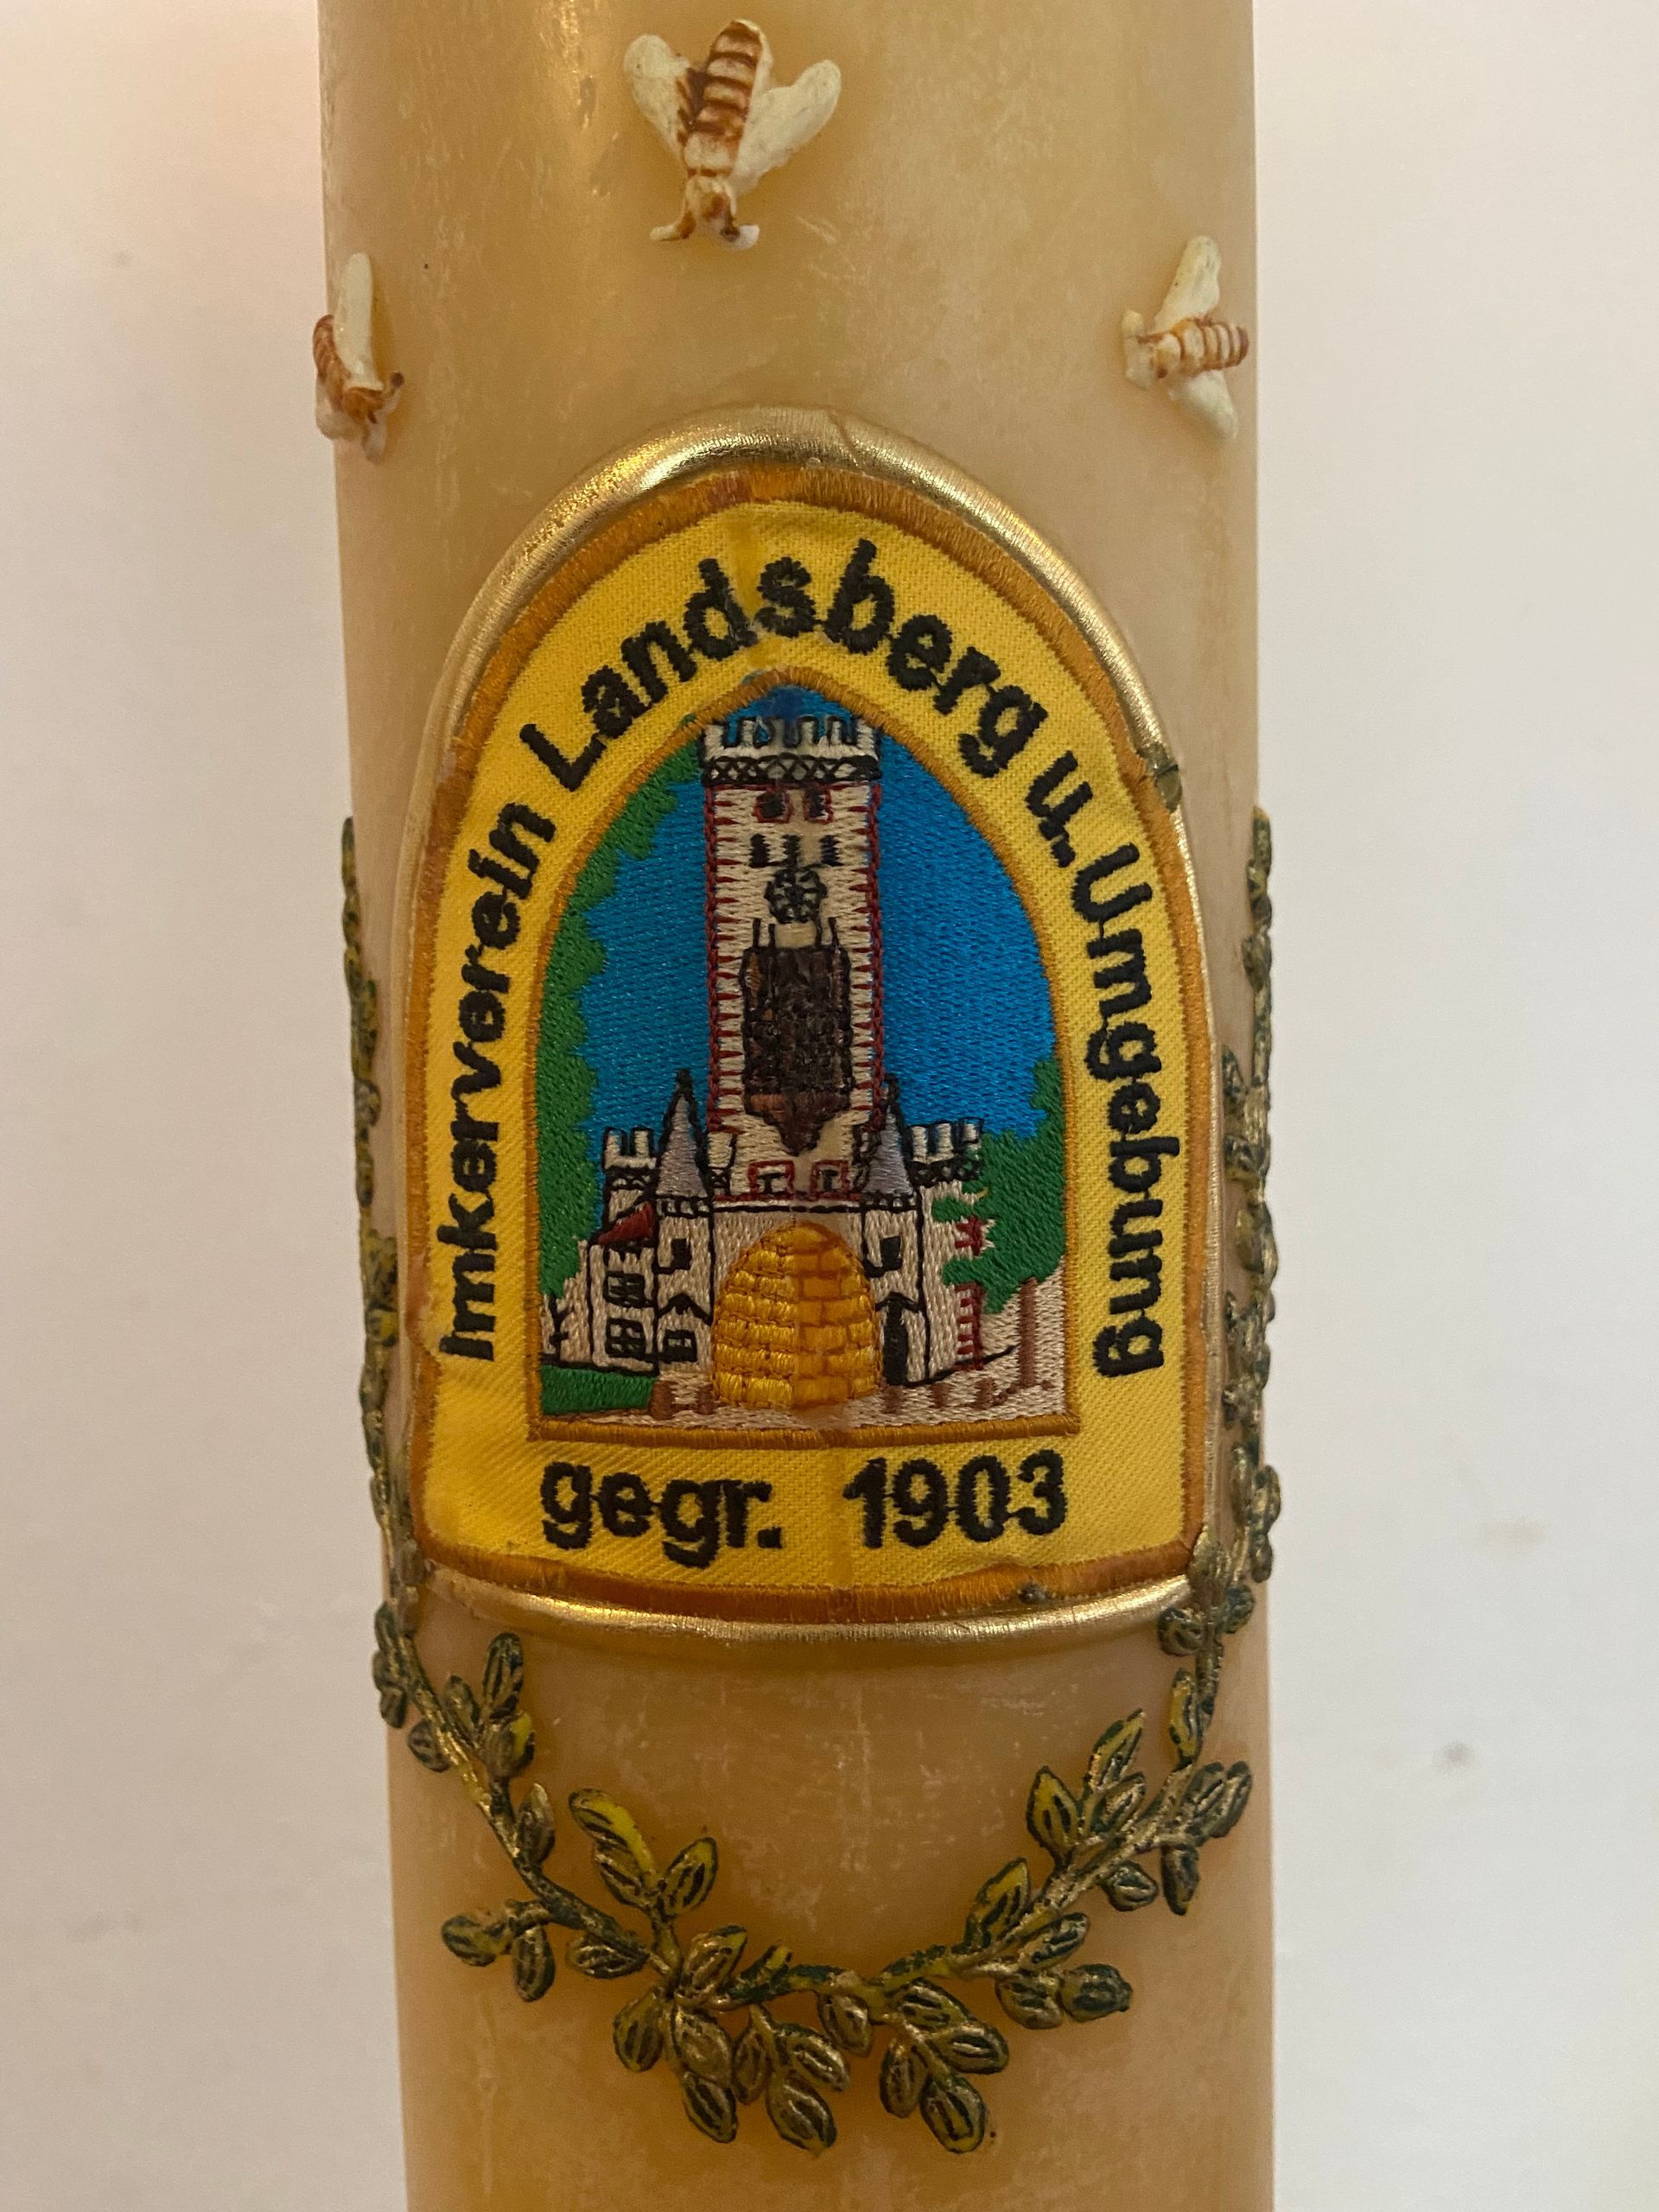 Imkerverein Landsberg u. Umgebung
gegr. 1903